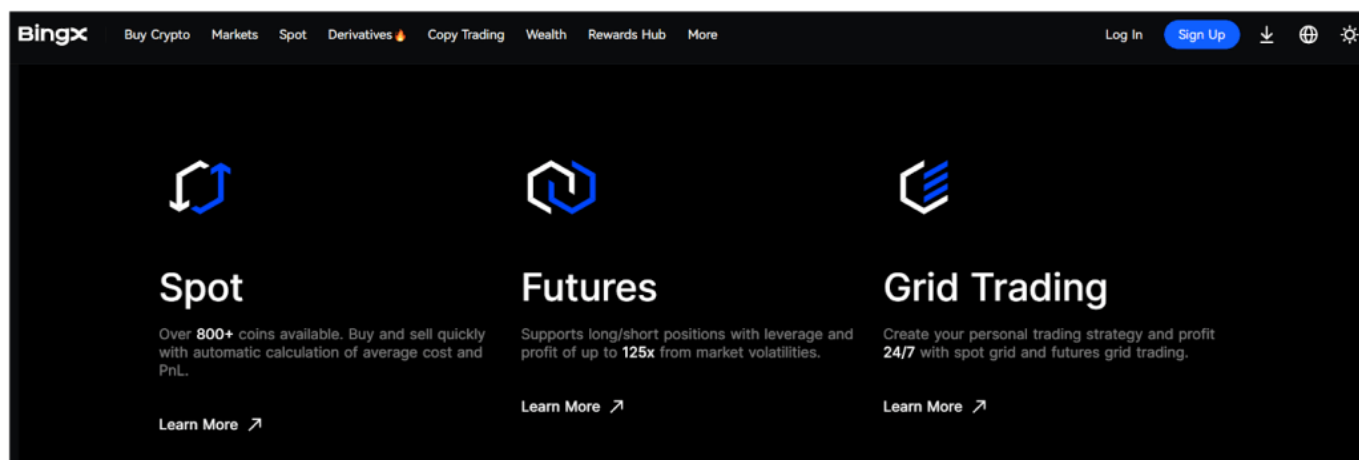 BingX Buy Crypto Markets Spot Derivatives🔥 Copy Trading Wealth Rewards Hub More Log In Sign Up
Spot
Over 800+ coins available. Buy and sell quickly
with automatic calculation of average cost and
PnL.
Learn More ↗
Futures
Supports long/short positions with leverage and
profit of up to 125x from market volatilities.
Learn More ↗
Grid Trading
Create your personal trading strategy and profit
24/7 with spot grid and futures grid trading.
Learn More ↗